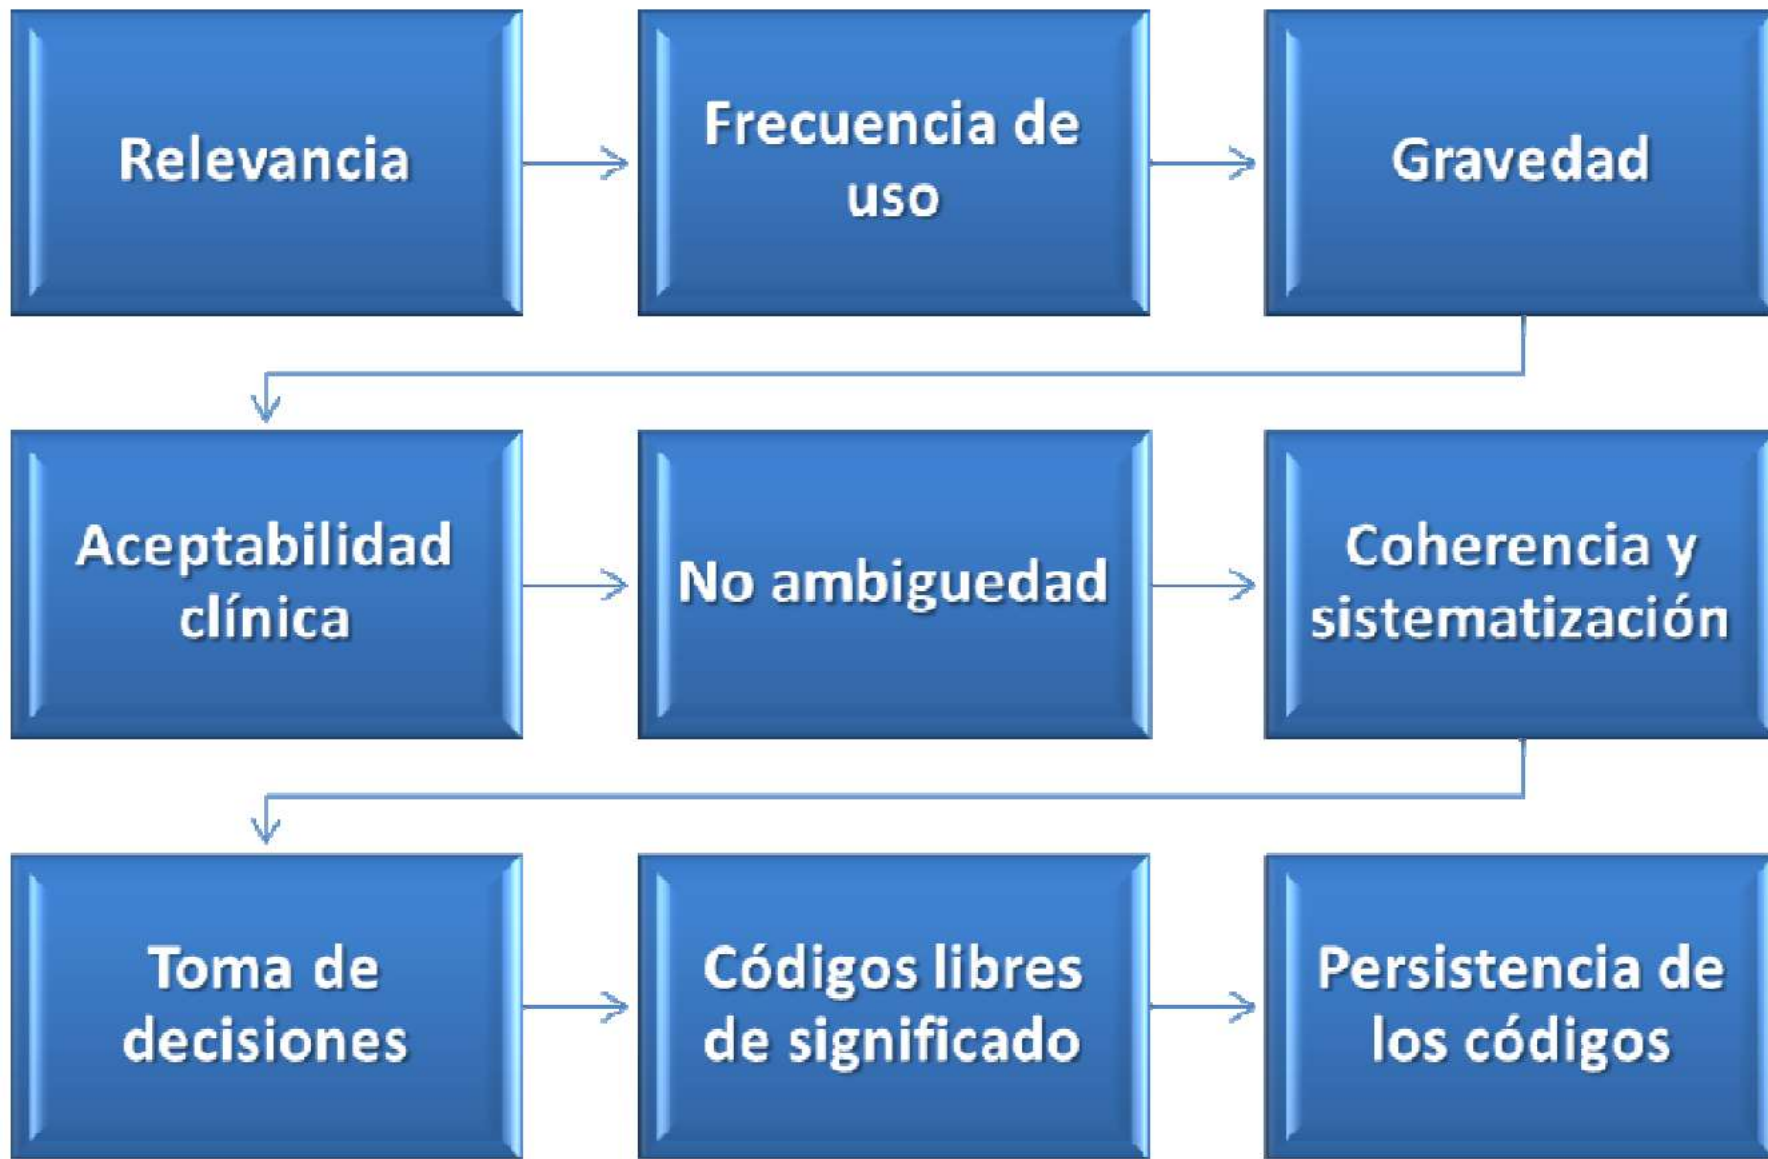 Relevancia
Frecuencia de
uso
Gravedad
Aceptabilidad
clínica
No ambiguedad
Coherencia y
sistematización
Toma de
decisiones
Códigos libres
de significado
Persistencia de
los códigos